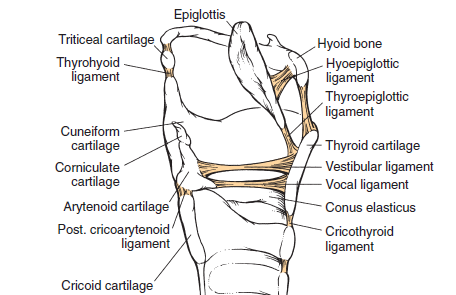 Epiglottis
Triticeal cartilage
Thyrohyoid
ligament
Cuneiform
cartilage
Corniculate
cartilage
Arytenoid cartilage
Post. cricoarytenoid
ligament
Cricoid cartilage
Hyoid bone
Hyoepiglottic
ligament
Thyroepiglottic
ligament
Thyroid cartilage
Vestibular ligament
Vocal ligament
Conus elasticus
Cricothyroid
ligament